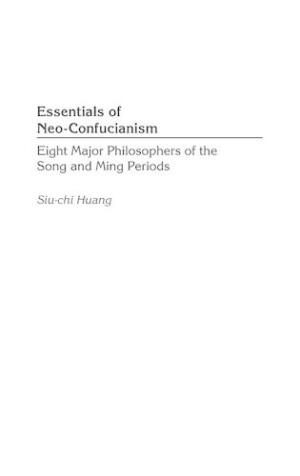 Essentials of
Neo-Confucianism
Eight Major Philosophers of the
Song and Ming Periods
Siu-chi Huang